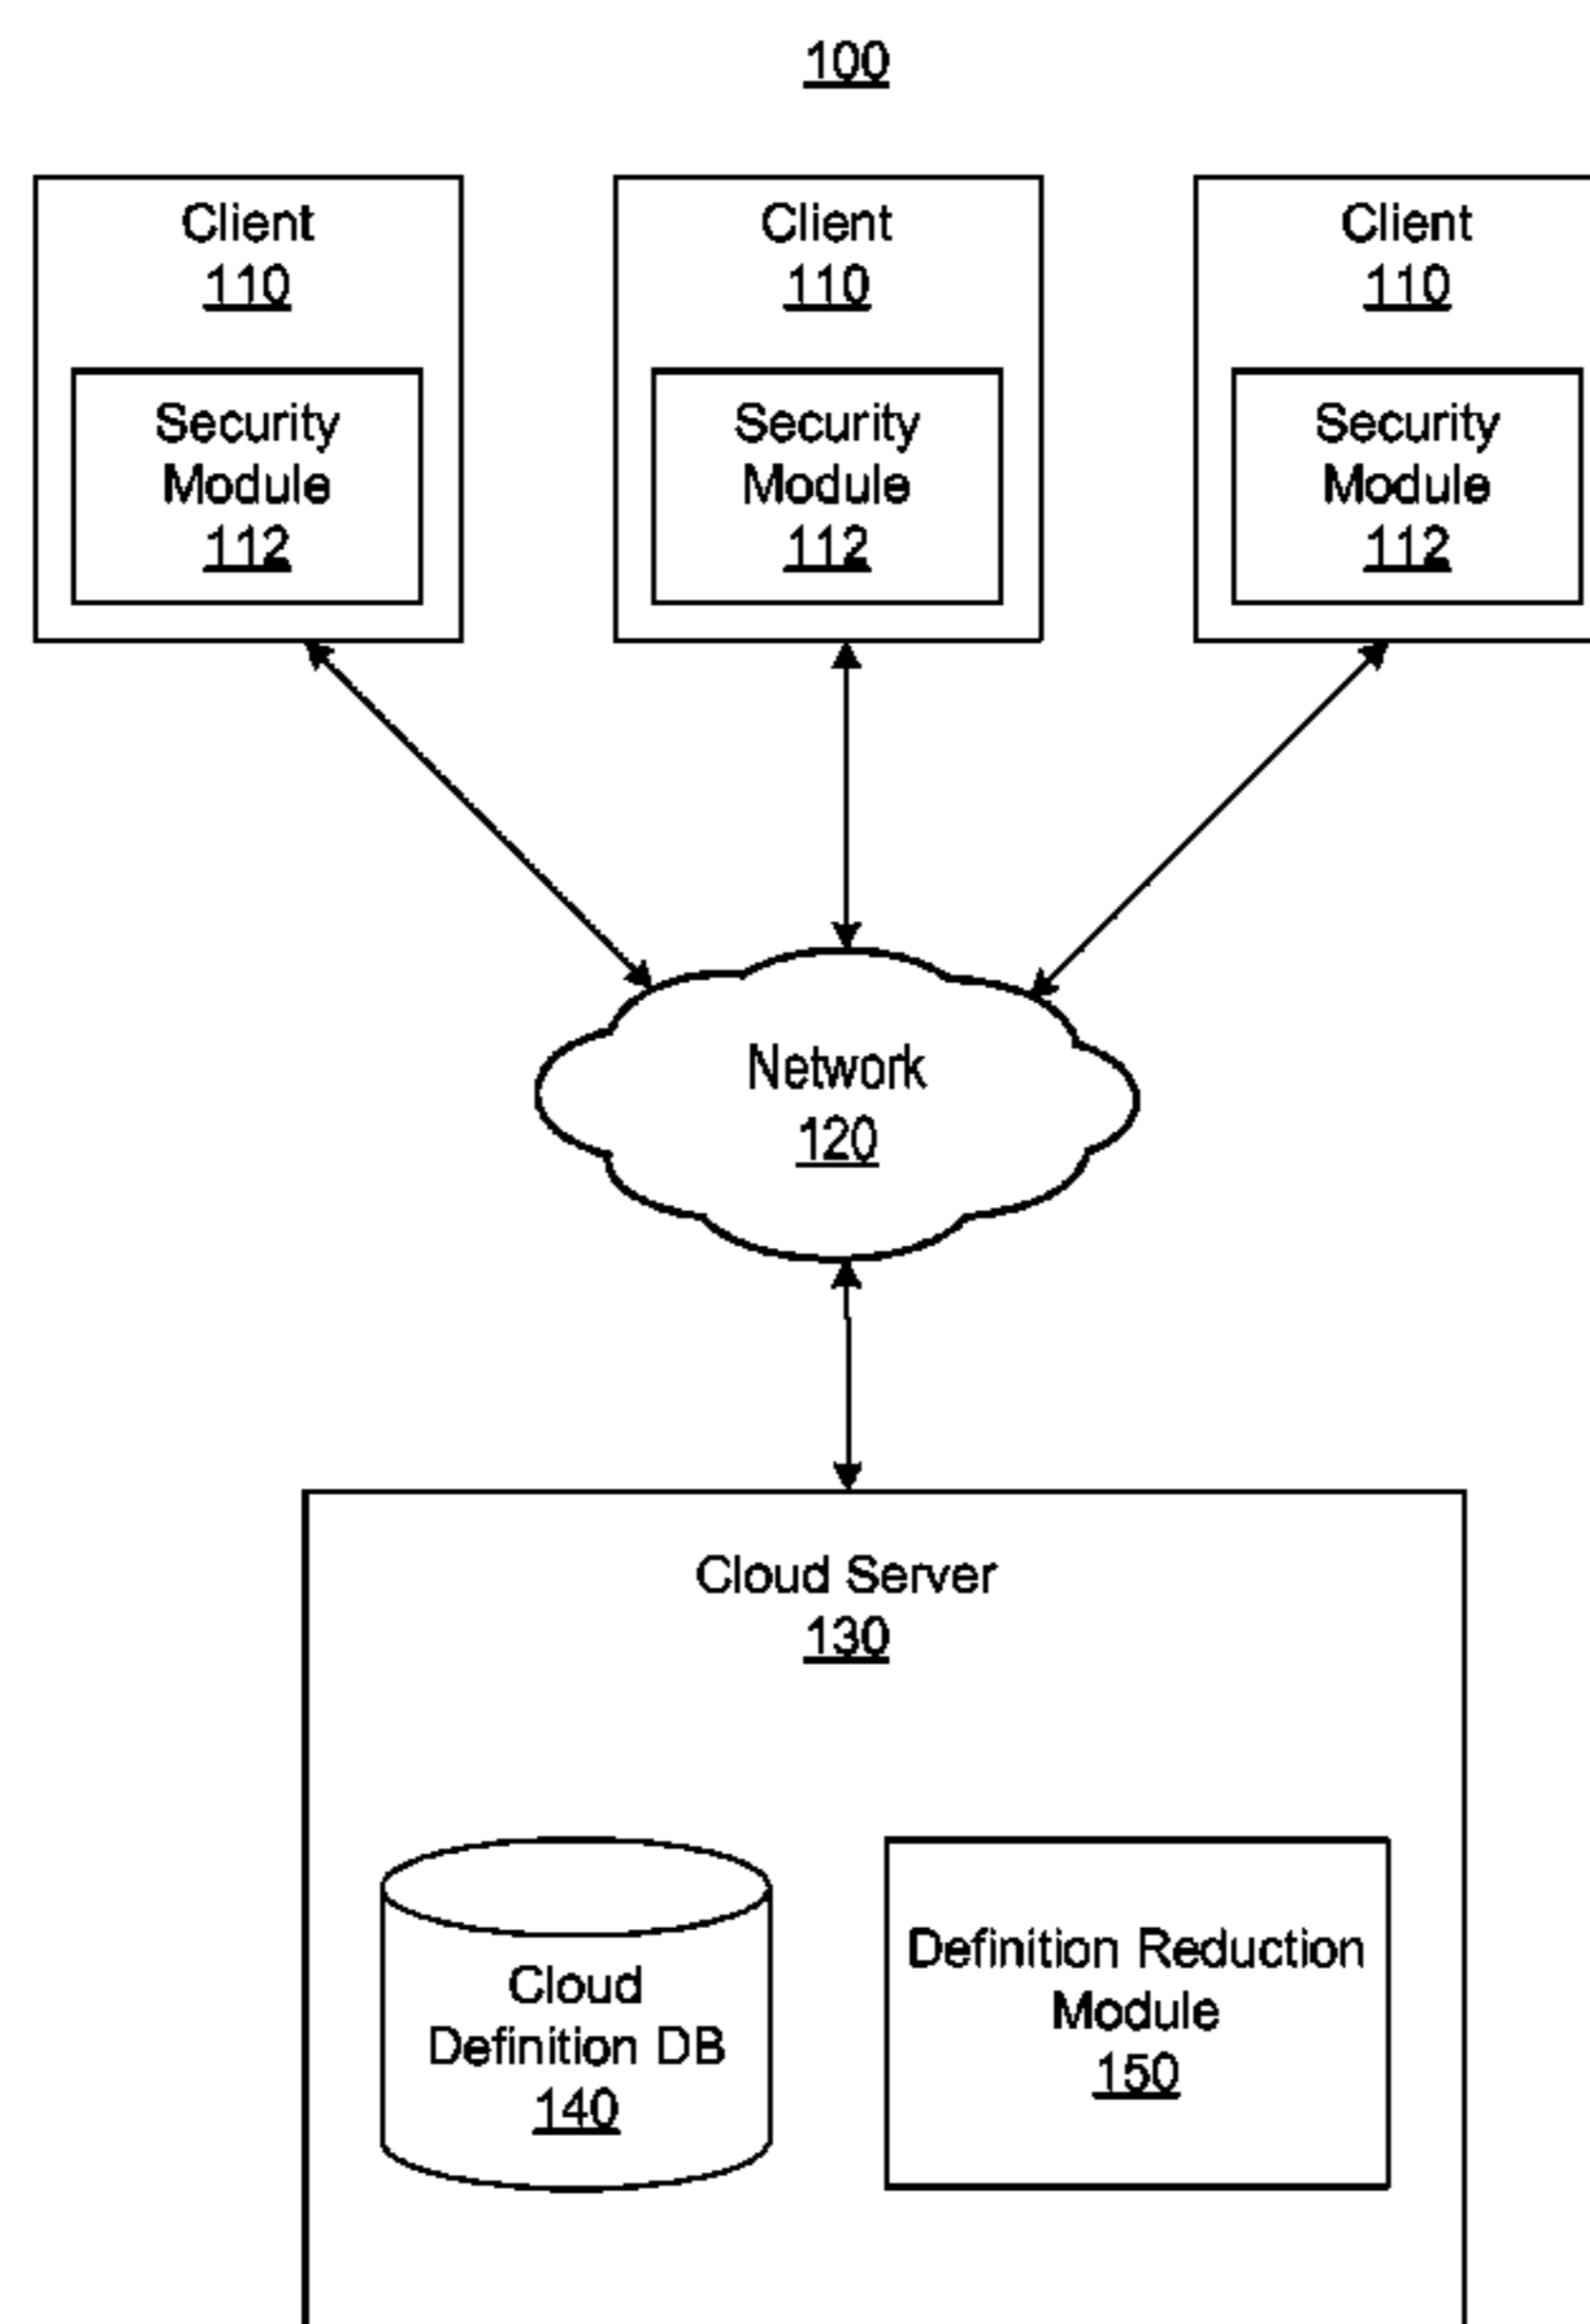 100
Client
110
Security
Module
112
Client
110
Security
Module
112
Client
110
Security
Module
112
Network
120
Cloud Server
130
Cloud
Definition DB
140
Definition Reduction
Module
150